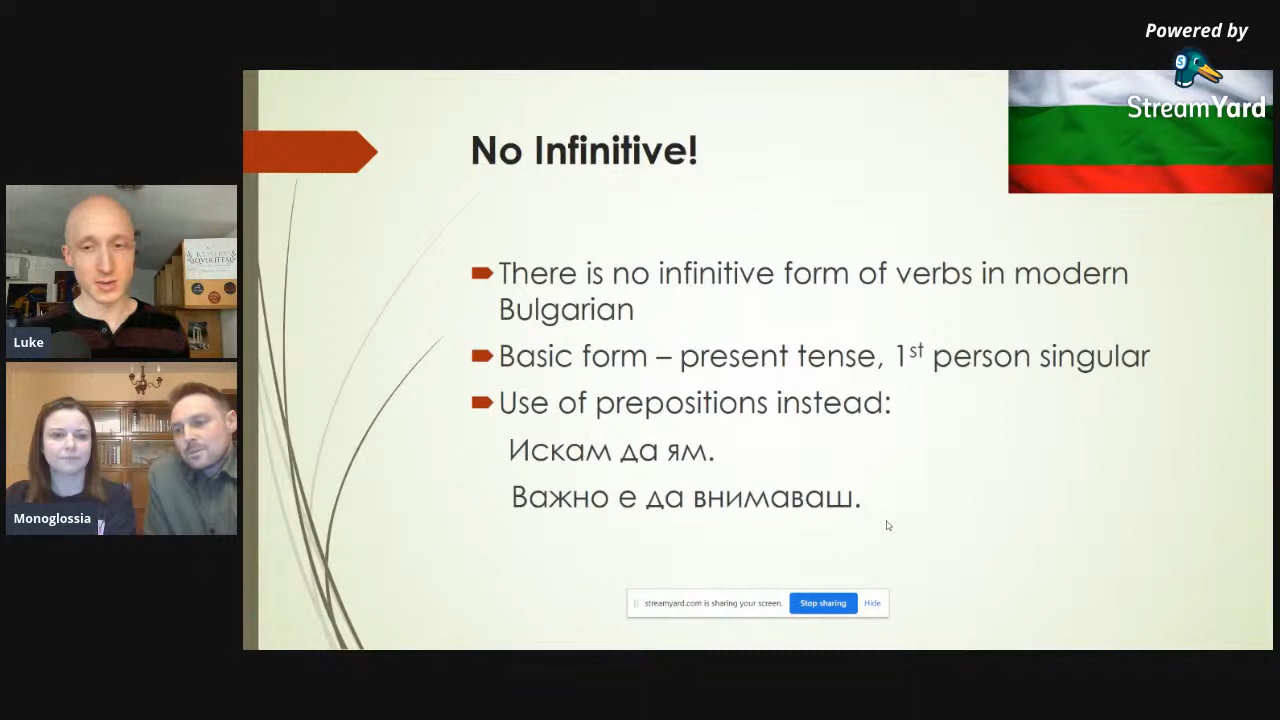 Powered by
StreamYard
No Infinitive!
There is no infinitive form of verbs in modern
Bulgarian
Basic form – present tense, 1st person singular
Use of prepositions instead:
Искам да ям.
Важно е да внимаваш.
Luke
Monoglossia
streamyard.com is sharing your screen.
Stop sharing
Hide